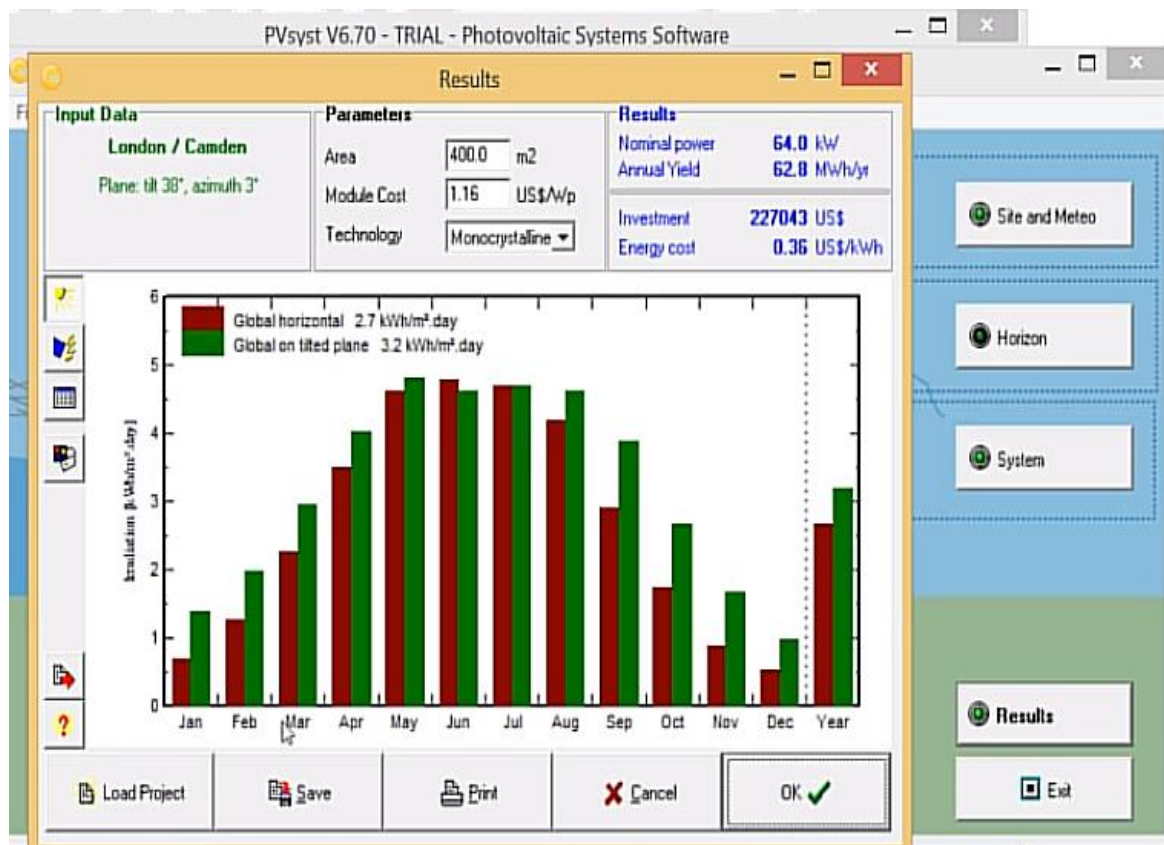 PVsyst V6.70 - TRIAL - Photovoltaic Systems Software
Results
Input Data
London / Camden
Plane: tilt 38°, azimuth 3°
Parameters
Area 400.0 m2
Module Cost 1.16 US$/Wp
Technology Monocrystalline
Results
Nominal power 64.0 kW
Annual Yield 62.8 MWh/yr
Investment 227043 US$
Energy cost 0.36 US$/kWh
Global horizontal 2.7 kWh/m².day
Global on tilted plane 3.2 kWh/m².day
Irradiation [kWh/m².day]
6
5
4
3
2
1
0
Jan Feb Mar Apr May Jun Jul Aug Sep Oct Nov Dec Year
Load Project
Save
Print
Cancel
OK
Site and Meteo
Horizon
System
Results
Exit